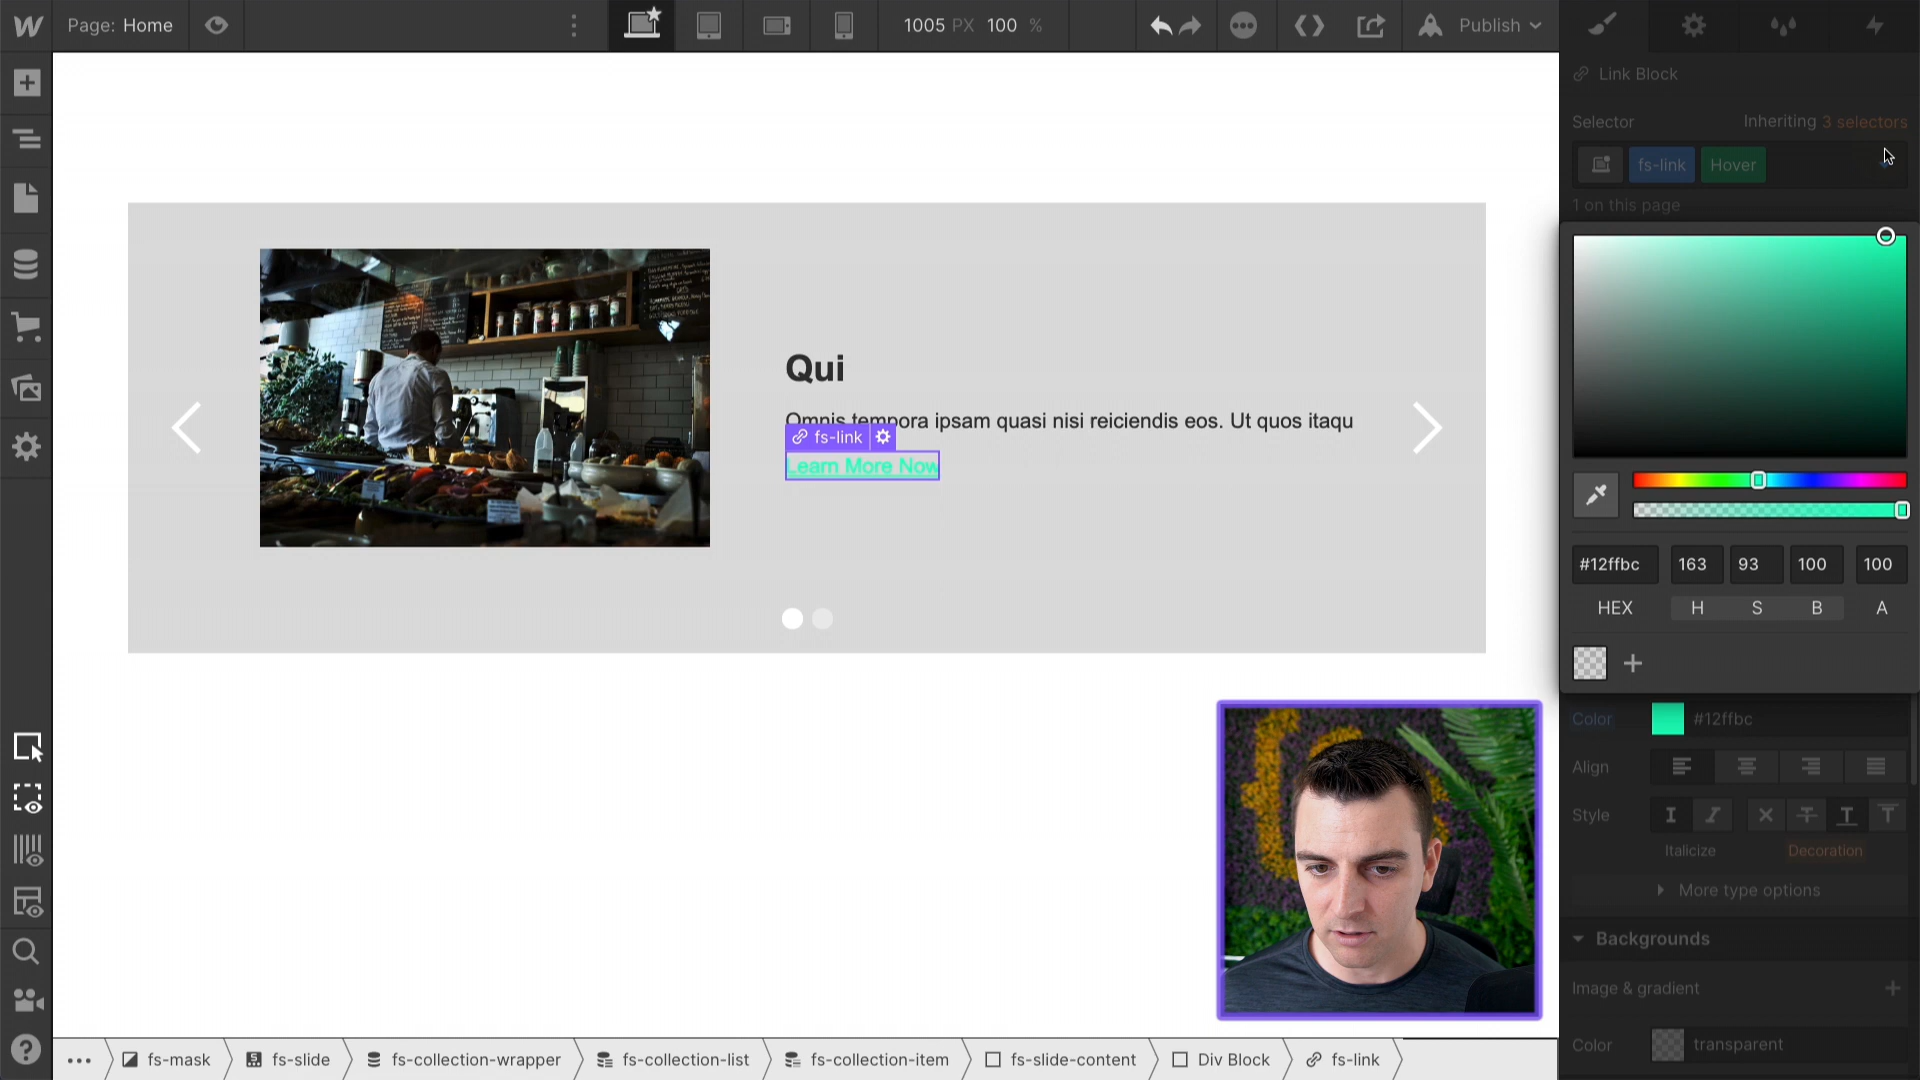 Page: Home
1005 PX 100 %
Publish
Link Block
Selector
Inheriting 3 selectors
fs-link
Hover
1 on this page
Qui
Omnis tempora ipsam quasi nisi reiciendis eos. Ut quos itaqu
fs-link
Learn More Now
#12ffbc
163
93
100
100
HEX
H
S
B
A
Color
#12ffbc
Align
Style
Italicize
Decoration
More type options
Backgrounds
Image & gradient
Color
transparent
fs-mask
fs-slide
fs-collection-wrapper
fs-collection-list
fs-collection-item
fs-slide-content
Div Block
fs-link